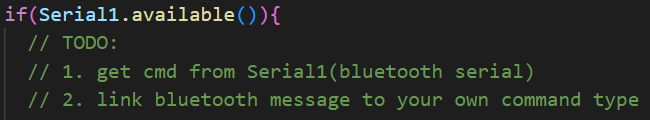 if(Serial1.available()){
// TODO:
// 1. get cmd from Serial1(bluetooth serial)
// 2. link bluetooth message to your own command type